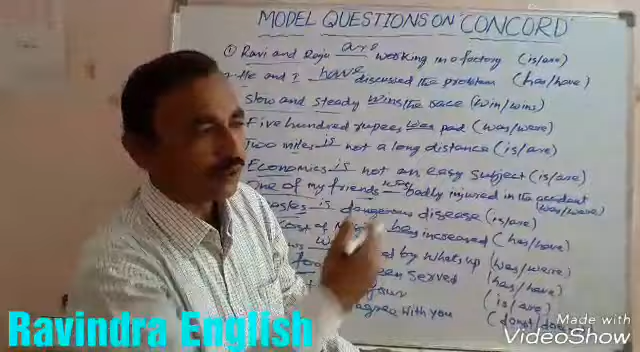 MODEL QUESTIONS ON 'CONCORD'
① Ravi and Raju are working in a factory (is/are)
He and I have discussed the problem (has/have)
slow and steady wins the race (win/wins)
Five hundred rupees was paid (was/were)
Two miles is not a long distance (is/are)
Economics is not an easy subject (is/are)
One of my friends was badly injured in the accident
(was/were)
is dangerous disease (is/are)
Cost of has increased (has/have)
by whatsup (was/were)
been served (has/have)
(is/are)
agree with you
Ravindra English
Made with
VideoShow